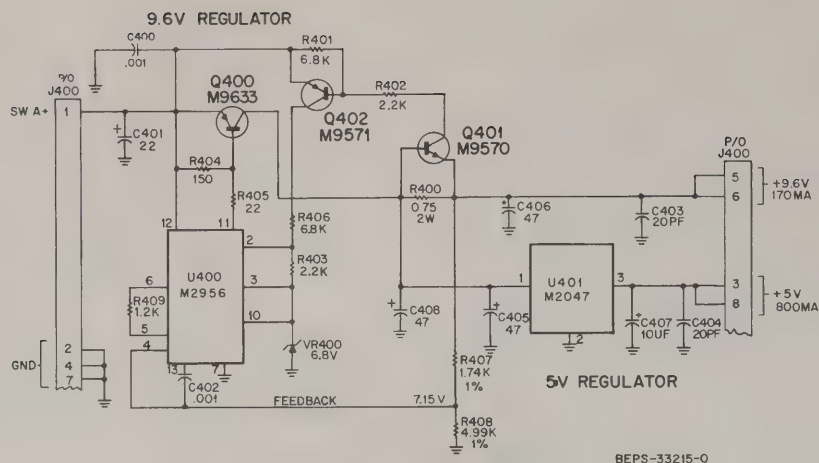 9.6V REGULATOR
C400
.001
R401
6.8K
R402
2.2K
Q400
M9633
Q402
M9571
Q401
M9570
P/O
J400
SW A+
1
C401
22
R404
150
R405
22
R400
0.75
2W
C406
47
C403
20PF
P/O
J400
5
6
+9.6V
170MA
12
11
R406
6.8K
2
R403
2.2K
U400
M2956
6
R409
1.2K
5
4
3
10
VR400
6.8V
13
7
C402
.001
C408
47
C405
47
1
U401
M2047
3
2
C407
10UF
C404
20PF
3
8
+5V
800MA
GND
2
4
7
R407
1.74K
1%
5V REGULATOR
FEEDBACK
7.15V
R408
4.99K
1%
BEPS-33215-O